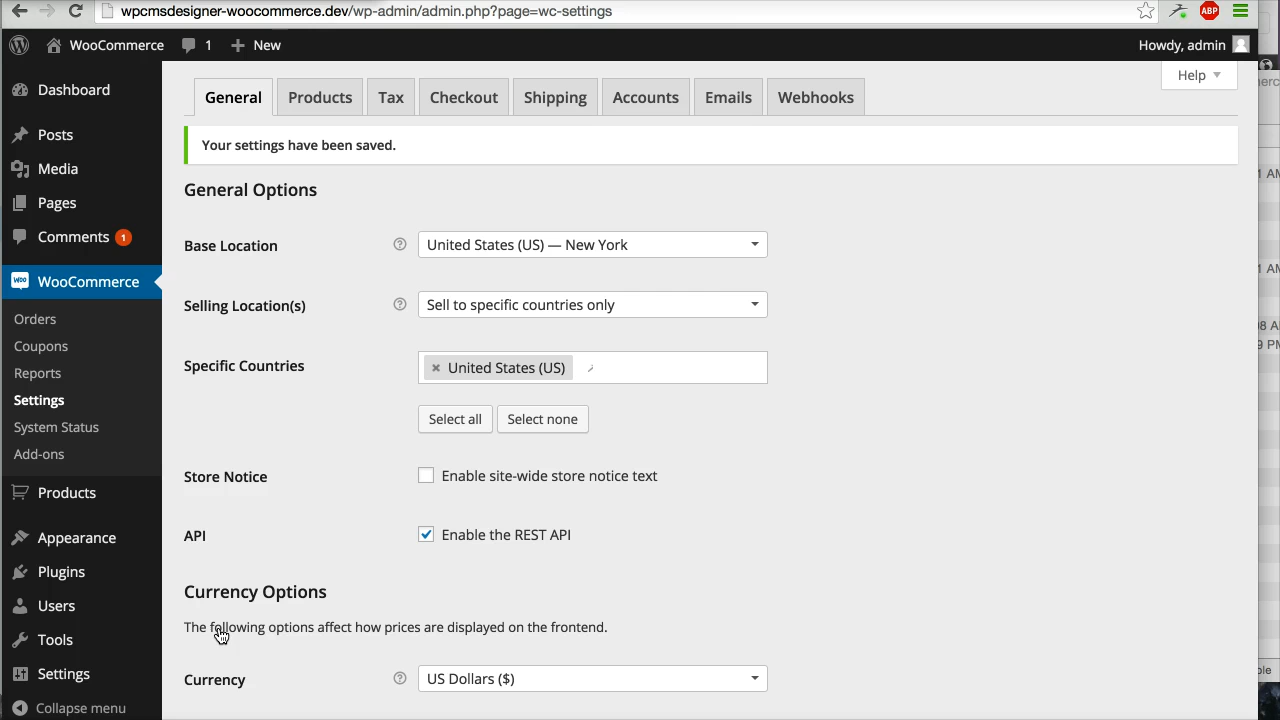 wpcmsdesigner-woocommerce.dev/wp-admin/admin.php?page=wc-settings
ABP
WooCommerce 1 New
Howdy, admin
Help
Dashboard
Posts
Media
Pages
Comments 1
WooCommerce
Orders
Coupons
Reports
Settings
System Status
Add-ons
Products
Appearance
Plugins
Users
Tools
Settings
Collapse menu
General Products Tax Checkout Shipping Accounts Emails Webhooks
Your settings have been saved.
General Options
Base Location ? United States (US) — New York
Selling Location(s) ? Sell to specific countries only
Specific Countries × United States (US)
Select all Select none
Store Notice Enable site-wide store notice text
API Enable the REST API
Currency Options
The following options affect how prices are displayed on the frontend.
Currency ? US Dollars ($)